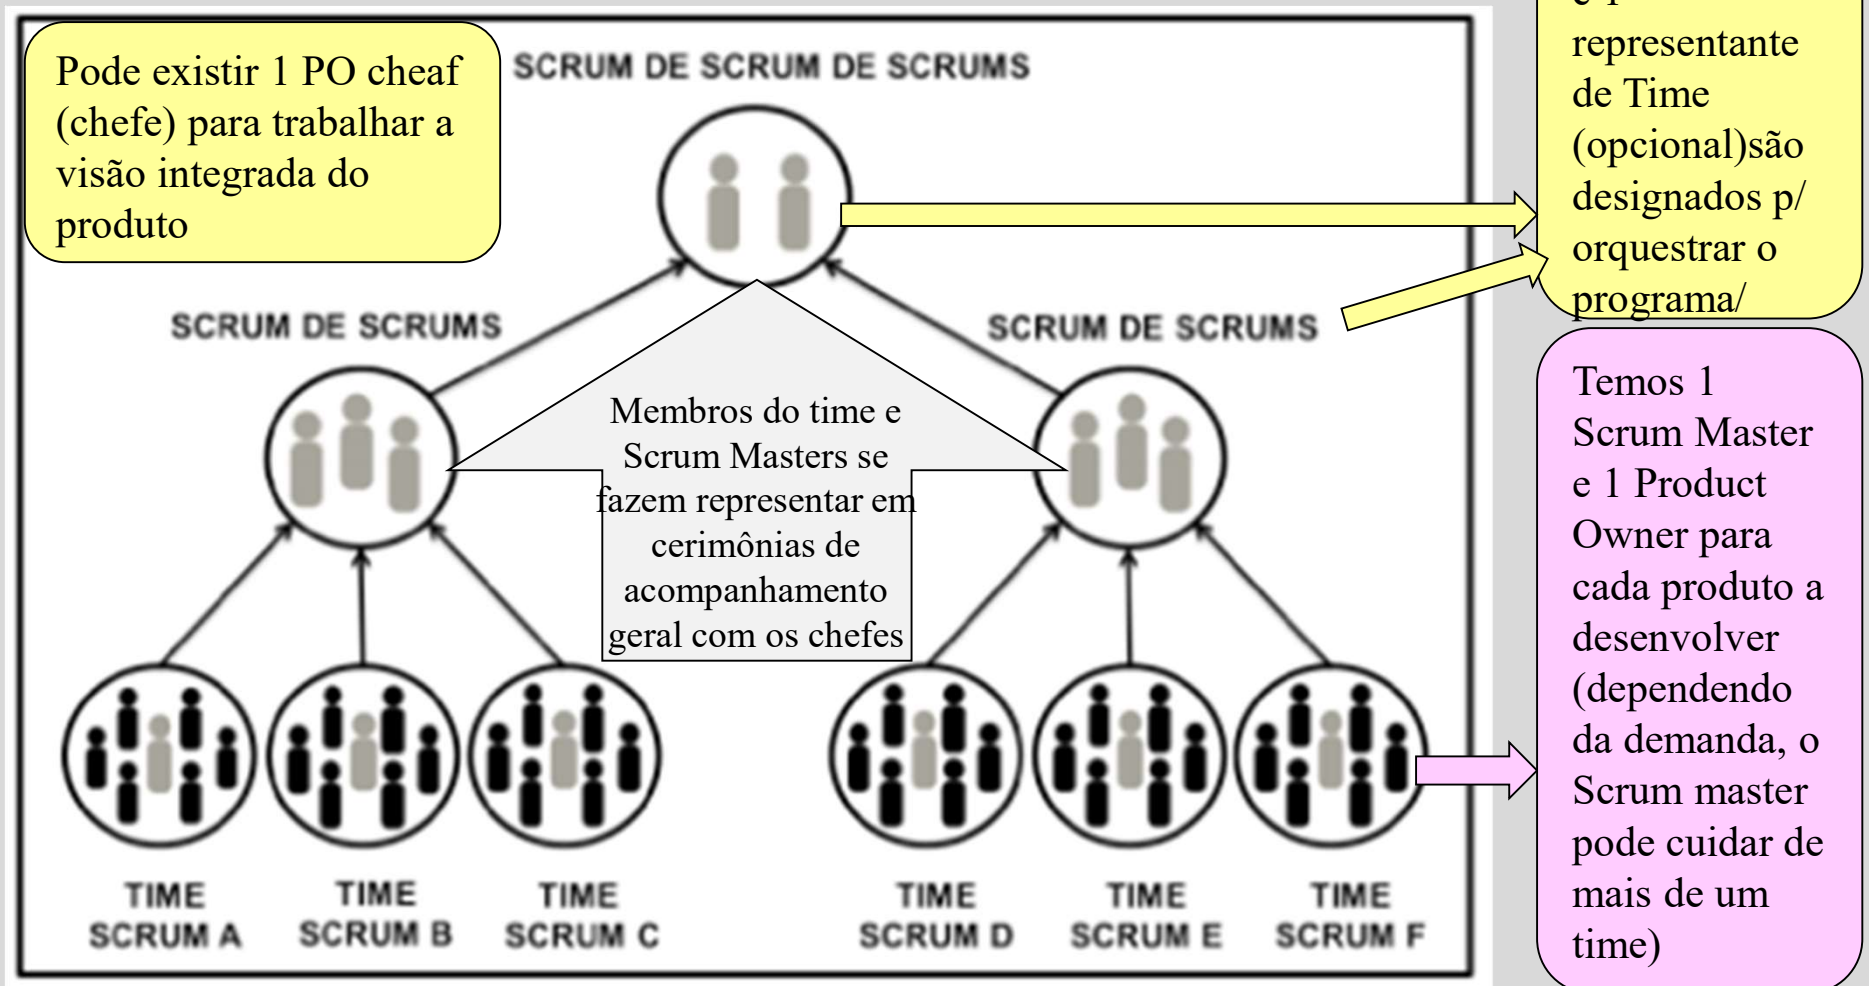 Pode existir 1 PO cheaf
(chefe) para trabalhar a
visão integrada do
produto
SCRUM DE SCRUM DE SCRUMS
representante
de Time
(opcional)são
designados p/
orquestrar o
programa/
SCRUM DE SCRUMS
SCRUM DE SCRUMS
Membros do time e
Scrum Masters se
fazem representar em
cerimônias de
acompanhamento
geral com os chefes
Temos 1
Scrum Master
e 1 Product
Owner para
cada produto a
desenvolver
(dependendo
da demanda, o
Scrum master
pode cuidar de
mais de um
time)
TIME
SCRUM A
TIME
SCRUM B
TIME
SCRUM C
TIME
SCRUM D
TIME
SCRUM E
TIME
SCRUM F